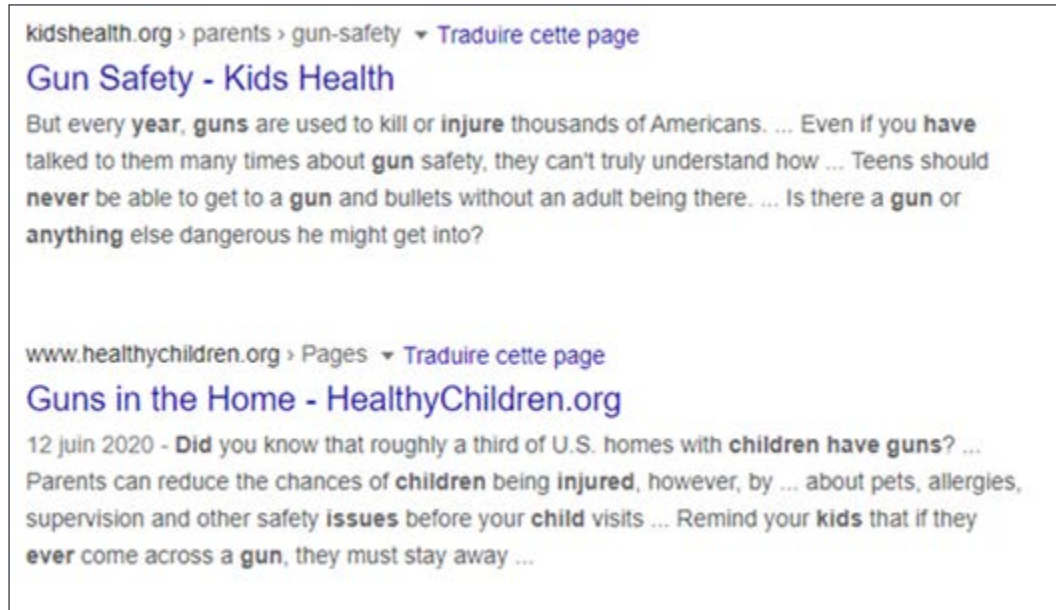 kidshealth.org › parents › gun-safety ▾ Traduire cette page
Gun Safety - Kids Health
But every year, guns are used to kill or injure thousands of Americans. ... Even if you have
talked to them many times about gun safety, they can't truly understand how ... Teens should
never be able to get to a gun and bullets without an adult being there. ... Is there a gun or
anything else dangerous he might get into?
www.healthychildren.org › Pages ▾ Traduire cette page
Guns in the Home - HealthyChildren.org
12 juin 2020 - Did you know that roughly a third of U.S. homes with children have guns? ...
Parents can reduce the chances of children being injured, however, by ... about pets, allergies,
supervision and other safety issues before your child visits ... Remind your kids that if they
ever come across a gun, they must stay away ...